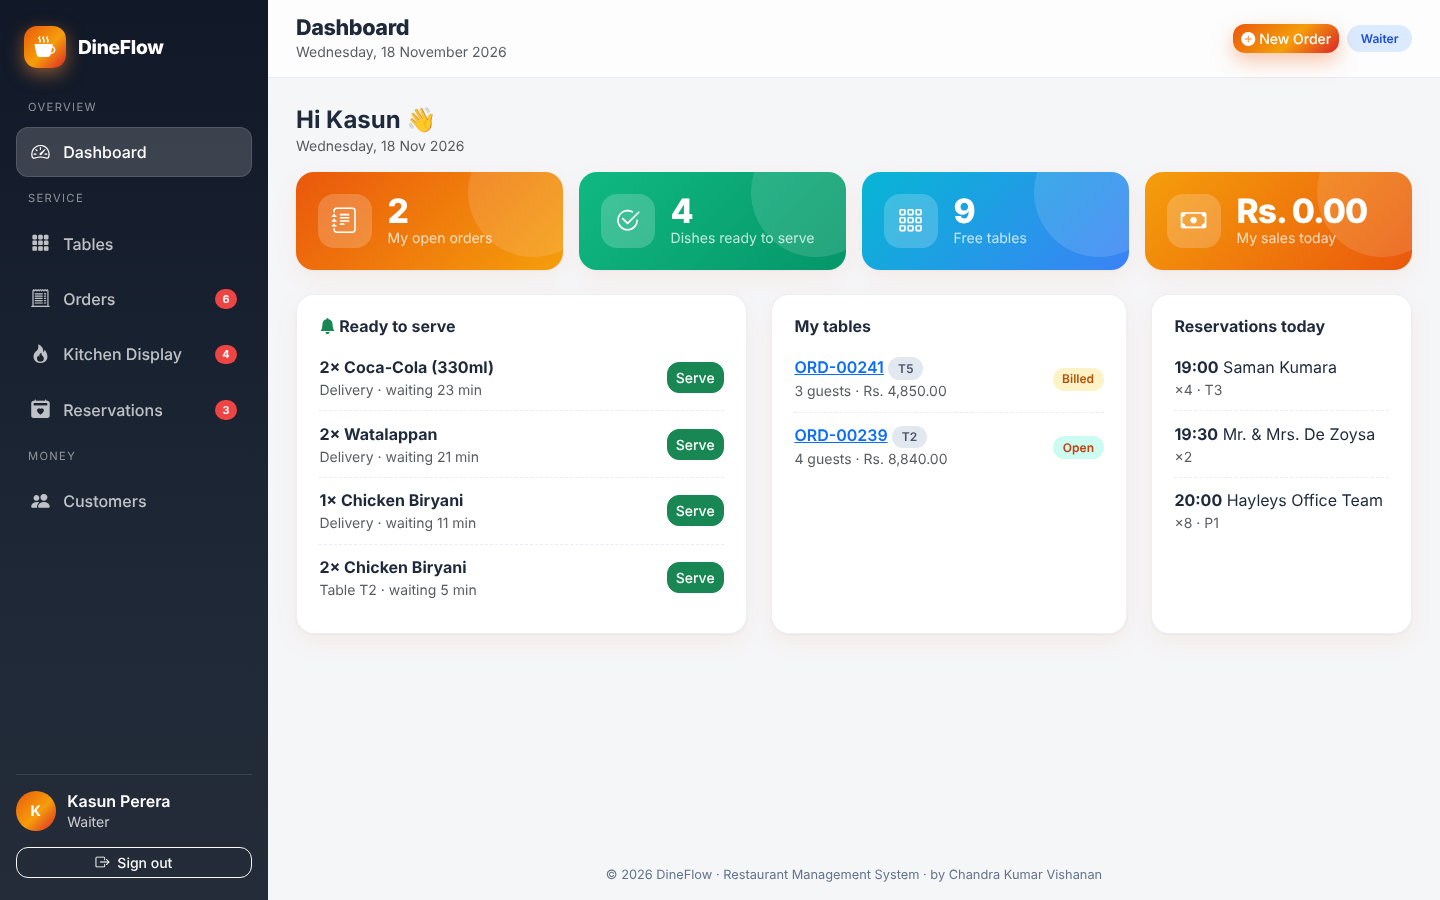 DineFlow
OVERVIEW
Dashboard
SERVICE
Tables
Orders 6
Kitchen Display 4
Reservations 3
MONEY
Customers
K
Kasun Perera
Waiter
Sign out
Dashboard
Wednesday, 18 November 2026
New Order
Waiter
Hi Kasun 👋
Wednesday, 18 Nov 2026
2
My open orders
4
Dishes ready to serve
9
Free tables
Rs. 0.00
My sales today
Ready to serve
2× Coca-Cola (330ml)
Delivery · waiting 23 min
Serve
2× Watalappan
Delivery · waiting 21 min
Serve
1× Chicken Biryani
Delivery · waiting 11 min
Serve
2× Chicken Biryani
Table T2 · waiting 5 min
Serve
My tables
ORD-00241 T5
3 guests · Rs. 4,850.00
Billed
ORD-00239 T2
4 guests · Rs. 8,840.00
Open
Reservations today
19:00 Saman Kumara
×4 · T3
19:30 Mr. & Mrs. De Zoysa
×2
20:00 Hayleys Office Team
×8 · P1
© 2026 DineFlow · Restaurant Management System · by Chandra Kumar Vishanan